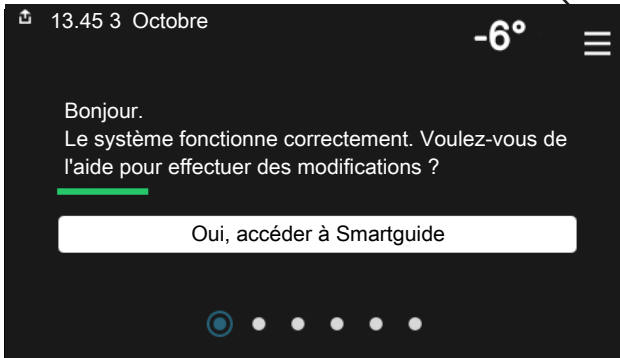 13.45 3 Octobre
-6°
Bonjour.
Le système fonctionne correctement. Voulez-vous de
l'aide pour effectuer des modifications ?
Oui, accéder à Smartguide